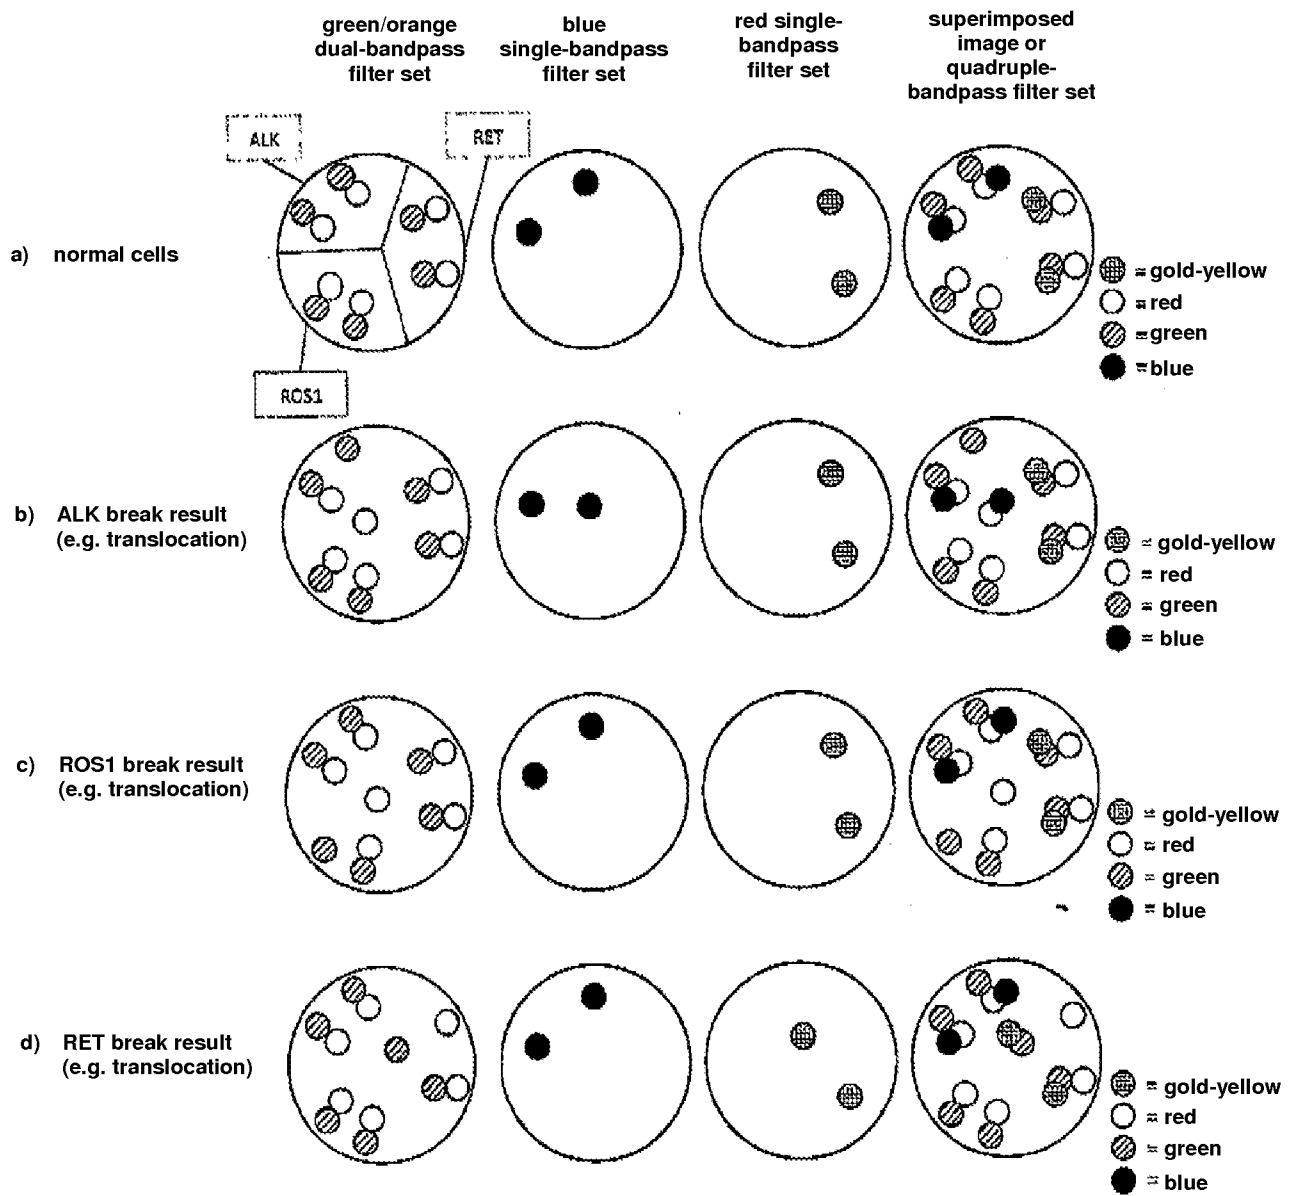 green/orange
dual-bandpass
filter set
blue
single-bandpass
filter set
red single-
bandpass
filter set
superimposed
image or
quadruple-
bandpass filter set
ALK
RET
a) normal cells
= gold-yellow
= red
= green
= blue
ROS1
b) ALK break result
(e.g. translocation)
= gold-yellow
= red
= green
= blue
c) ROS1 break result
(e.g. translocation)
= gold-yellow
= red
= green
= blue
d) RET break result
(e.g. translocation)
= gold-yellow
= red
= green
= blue